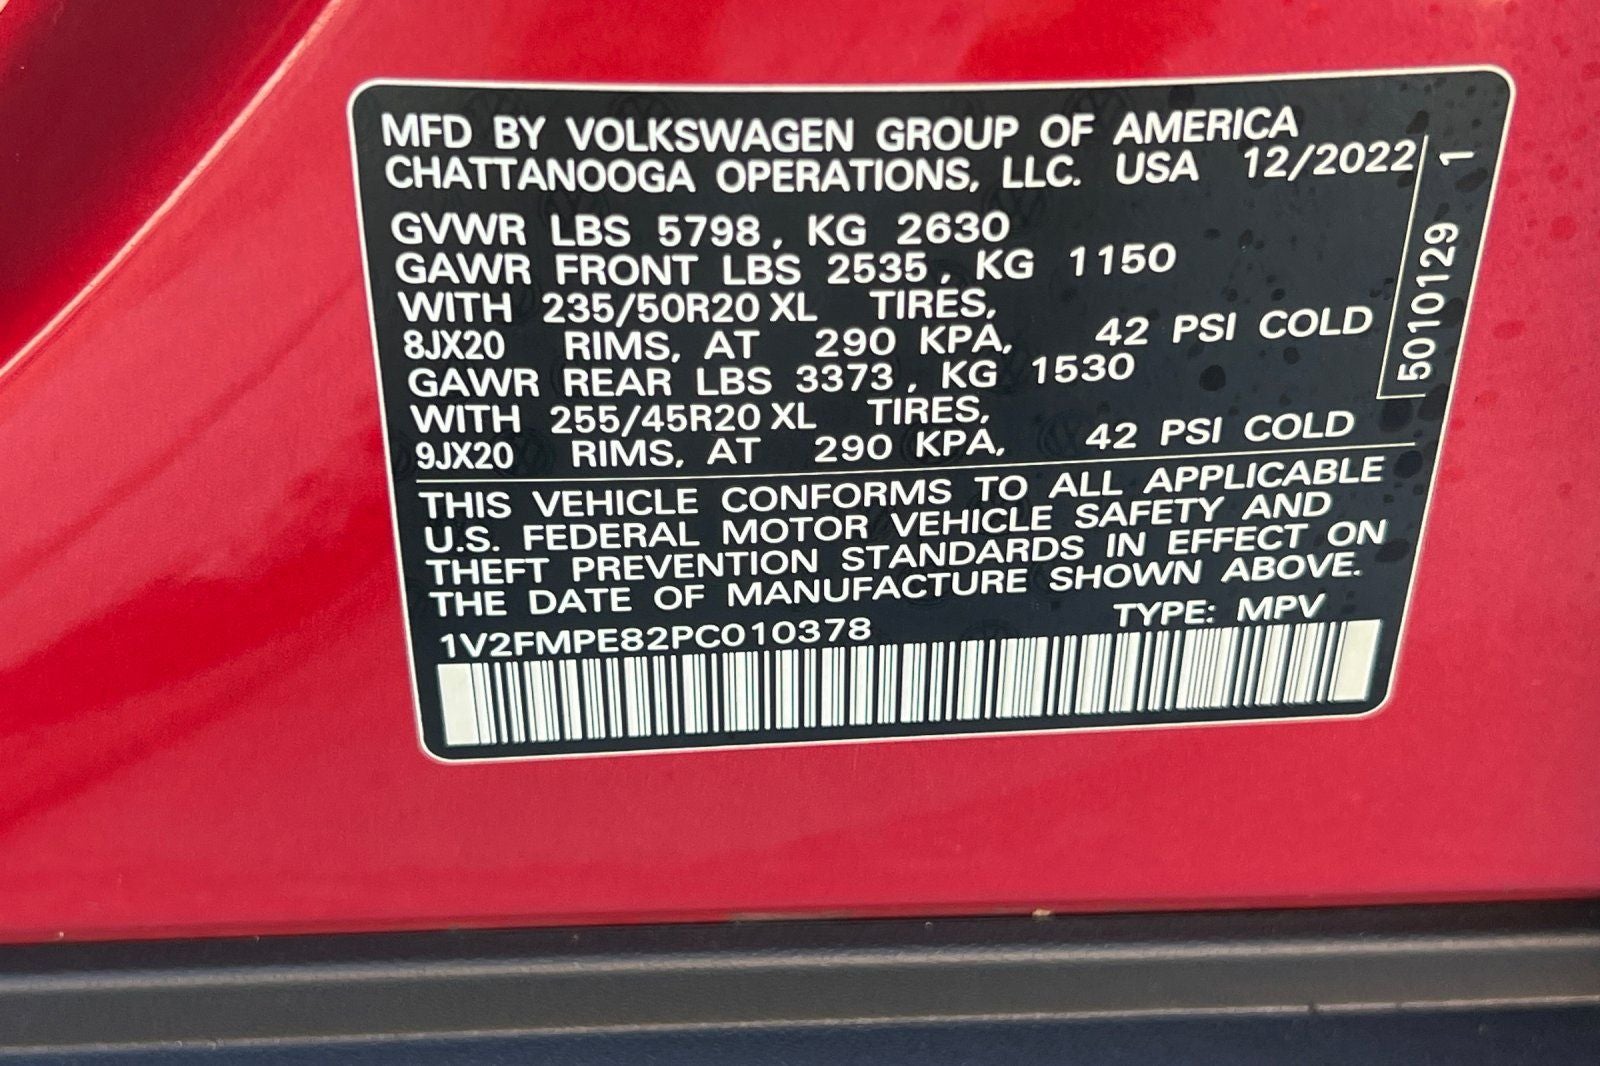 MFD BY VOLKSWAGEN GROUP OF AMERICA
CHATTANOOGA OPERATIONS, LLC. USA 12/2022
GVWR LBS 5798, KG 2630
GAWR FRONT LBS 2535, KG 1150
WITH 235/50R20 XL TIRES,
8JX20 RIMS, AT 290 KPA, 42 PSI COLD
GAWR REAR LBS 3373, KG 1530
WITH 255/45R20 XL TIRES,
9JX20 RIMS, AT 290 KPA, 42 PSI COLD
5010129 1
THIS VEHICLE CONFORMS TO ALL APPLICABLE
U.S. FEDERAL MOTOR VEHICLE SAFETY AND
THEFT PREVENTION STANDARDS IN EFFECT ON
THE DATE OF MANUFACTURE SHOWN ABOVE.
1V2FMPE82PC010378 TYPE: MPV